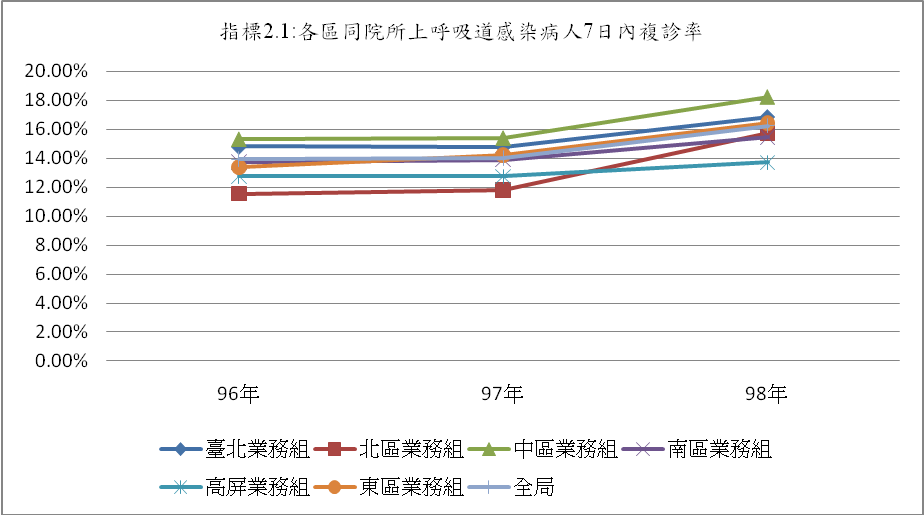 指標2.1:各區同院所上呼吸道感染病人7日內複診率
20.00%
18.00%
16.00%
14.00%
12.00%
10.00%
8.00%
6.00%
4.00%
2.00%
0.00%
96年 97年 98年
臺北業務組 北區業務組 中區業務組 南區業務組
高屏業務組 東區業務組 全局